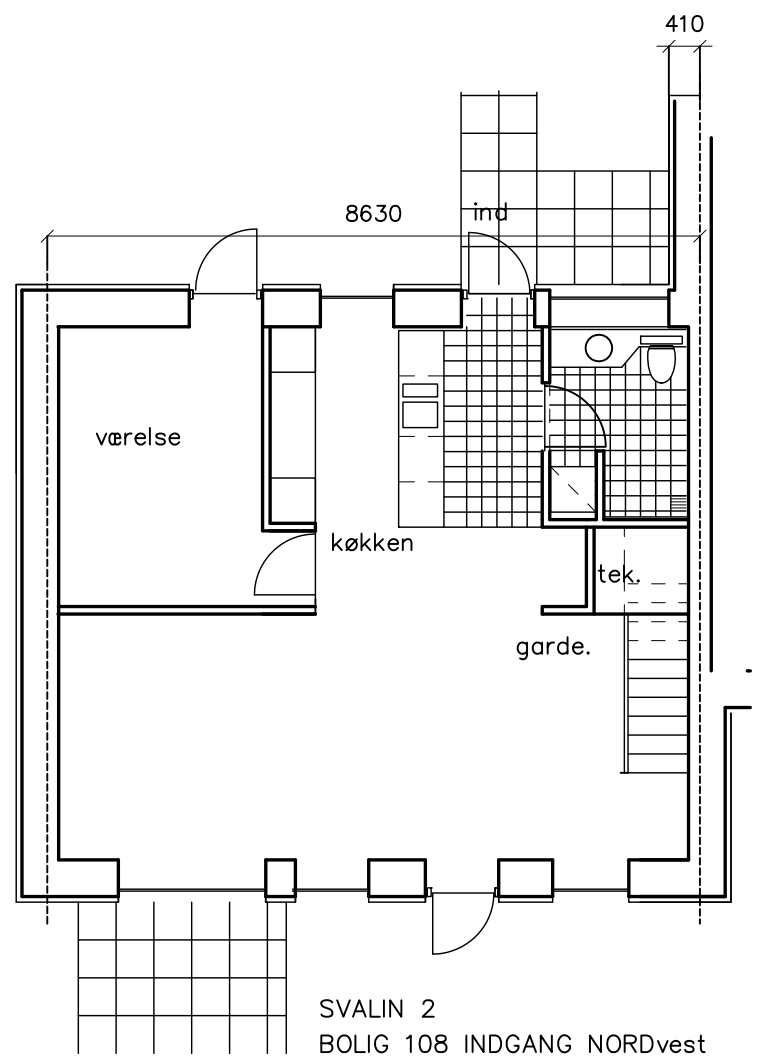 410
8630
ind
værelse
køkken
tek.
garde.
SVALIN 2
BOLIG 108 INDGANG NORDvest